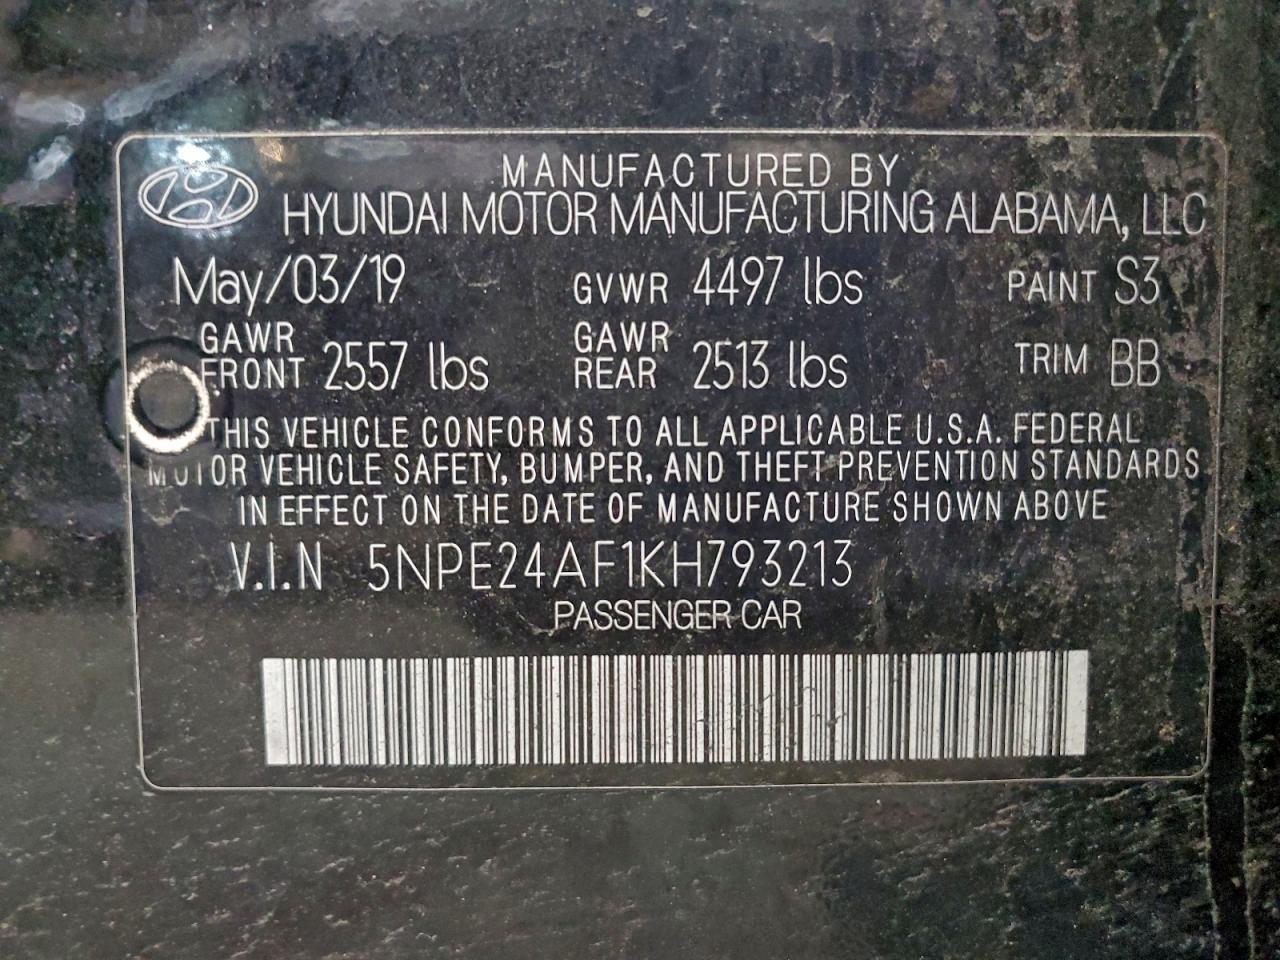 MANUFACTURED BY
HYUNDAI MOTOR MANUFACTURING ALABAMA, LLC
May/03/19 GVWR 4497 lbs PAINT S3
GAWR FRONT 2557 lbs GAWR REAR 2513 lbs TRIM BB
THIS VEHICLE CONFORMS TO ALL APPLICABLE U.S.A. FEDERAL
MOTOR VEHICLE SAFETY, BUMPER, AND THEFT PREVENTION STANDARDS
IN EFFECT ON THE DATE OF MANUFACTURE SHOWN ABOVE
V.I.N 5NPE24AF1KH793213
PASSENGER CAR